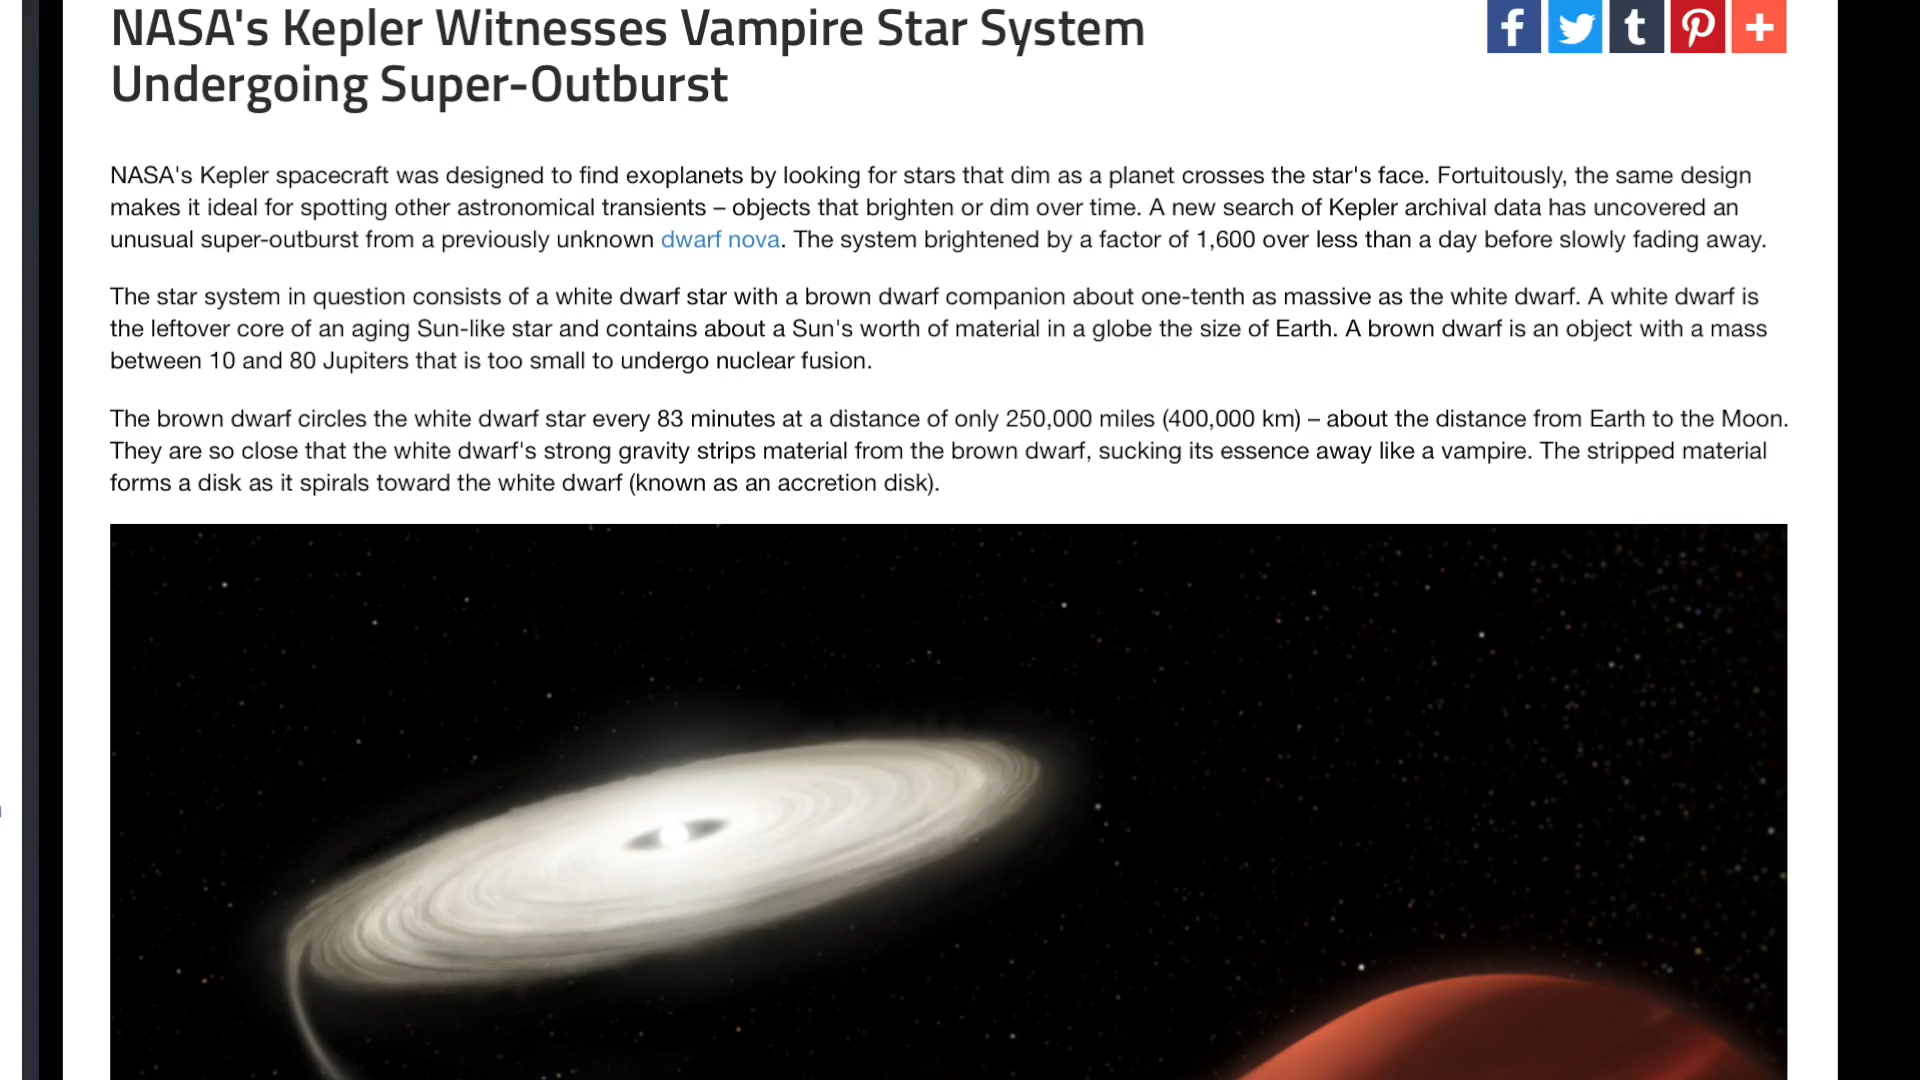 NASA's Kepler Witnesses Vampire Star System
Undergoing Super-Outburst
NASA's Kepler spacecraft was designed to find exoplanets by looking for stars that dim as a planet crosses the star's face. Fortuitously, the same design
makes it ideal for spotting other astronomical transients – objects that brighten or dim over time. A new search of Kepler archival data has uncovered an
unusual super-outburst from a previously unknown dwarf nova. The system brightened by a factor of 1,600 over less than a day before slowly fading away.
The star system in question consists of a white dwarf star with a brown dwarf companion about one-tenth as massive as the white dwarf. A white dwarf is
the leftover core of an aging Sun-like star and contains about a Sun's worth of material in a globe the size of Earth. A brown dwarf is an object with a mass
between 10 and 80 Jupiters that is too small to undergo nuclear fusion.
The brown dwarf circles the white dwarf star every 83 minutes at a distance of only 250,000 miles (400,000 km) – about the distance from Earth to the Moon.
They are so close that the white dwarf's strong gravity strips material from the brown dwarf, sucking its essence away like a vampire. The stripped material
forms a disk as it spirals toward the white dwarf (known as an accretion disk).